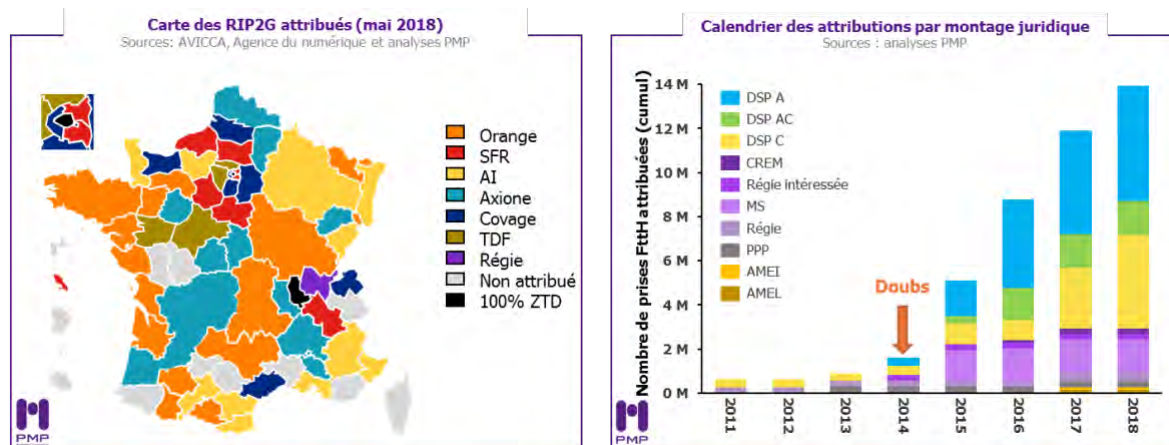 Carte des RIP2G attribués (mai 2018)
Sources: AVICCA, Agence du numérique et analyses PMP
Orange
SFR
AI
Axione
Covage
TDF
Régie
Non attribué
100% ZTD
PMP
Calendrier des attributions par montage juridique
Sources : analyses PMP
Nombre de prises FttH attribuées (cumul)
14 M
12 M
10 M
8 M
6 M
4 M
2 M
0 M
DSP A
DSP AC
DSP C
CREM
Régie intéressée
MS
Régie
PPP
AMEI
AMEL
Doubs
2011
2012
2013
2014
2015
2016
2017
2018
PMP